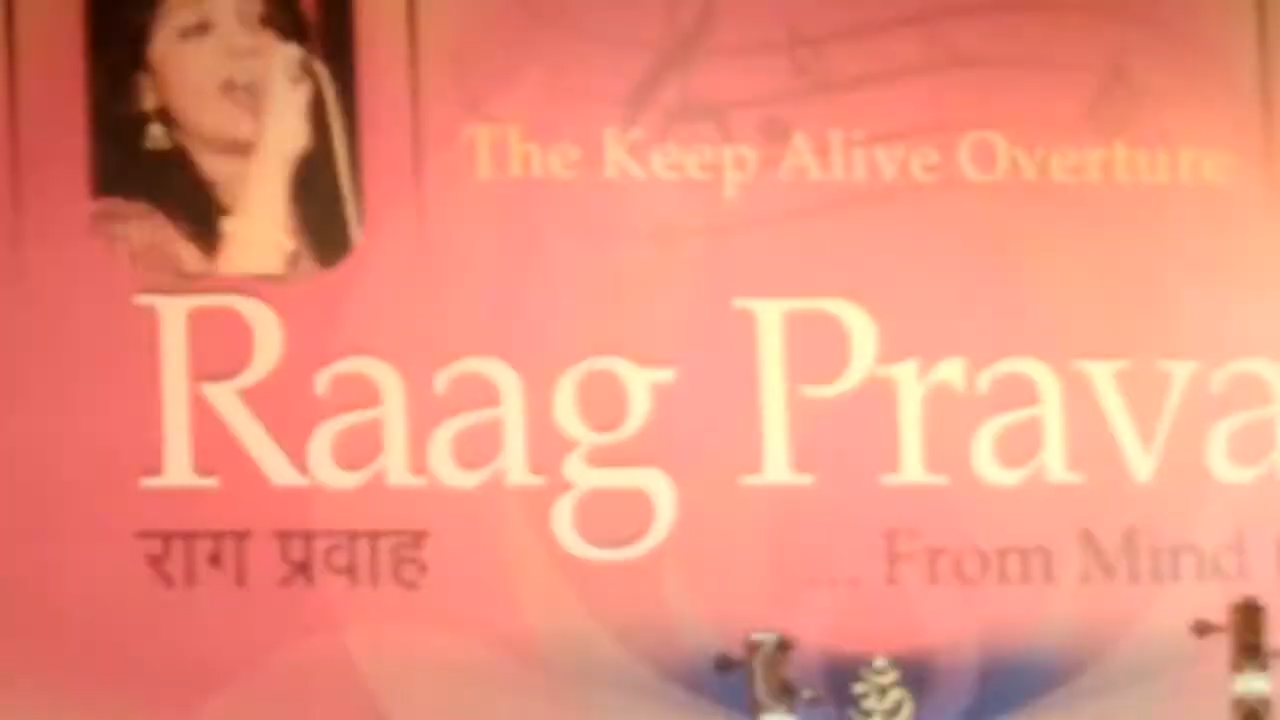 The Keep Alive Overture
Raag Prava
राग प्रवाह
... From Mind
ॐ